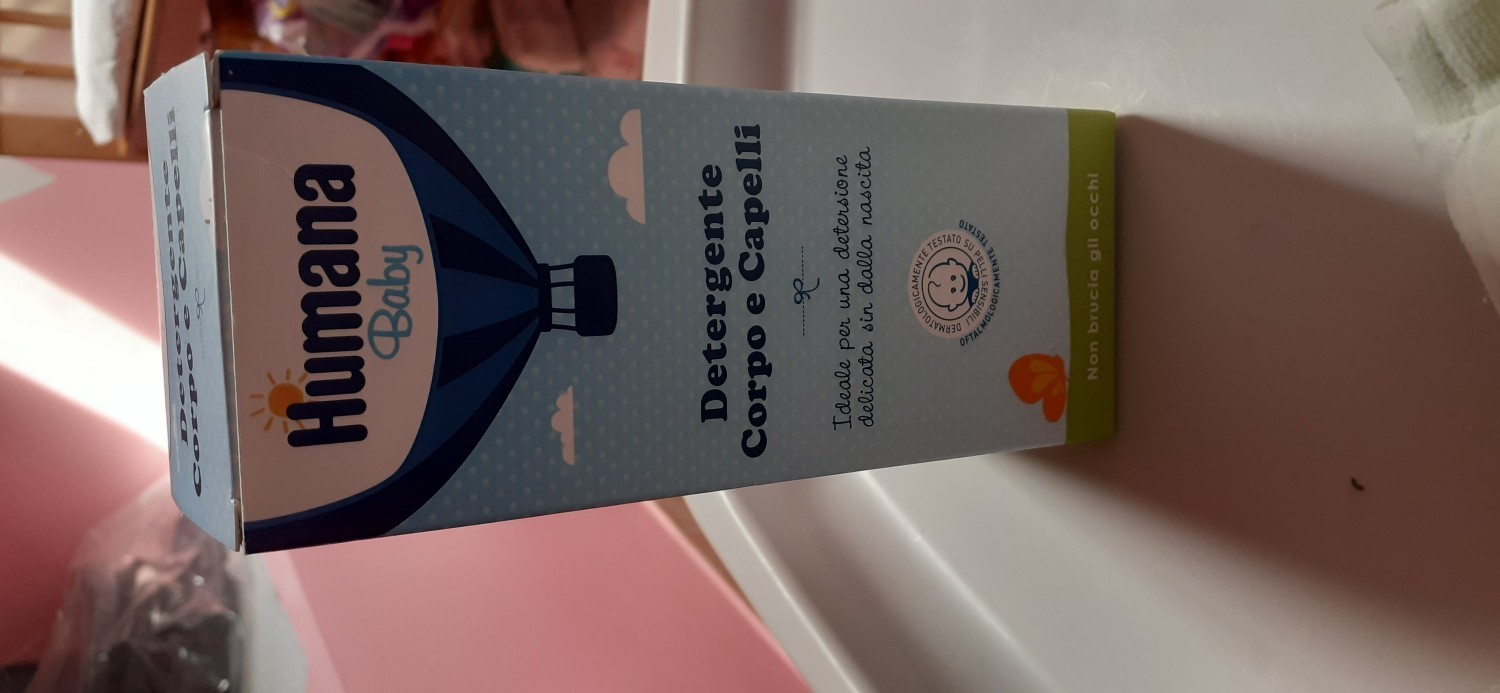 Detergente
Corpo e Capelli
Humana
Baby
Detergente
Corpo e Capelli
Ideale per una detersione
delicata sin dalla nascita
DERMATOLOGICAMENTE TESTATO SU PELLI SENSIBILI
OFTALMOLOGICAMENTE TESTATO
Non brucia gli occhi